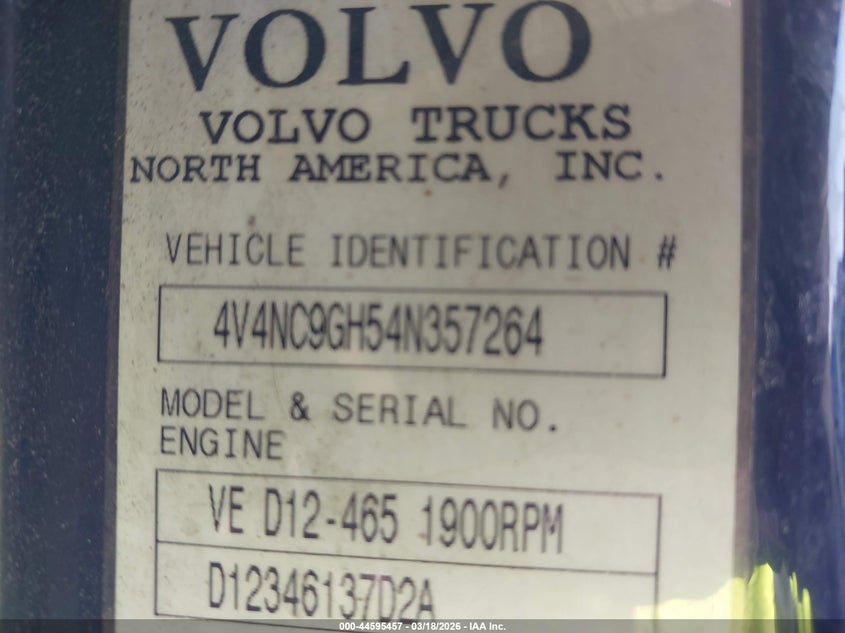 VOLVO
VOLVO TRUCKS
NORTH AMERICA, INC.
VEHICLE IDENTIFICATION #
4V4NC9GH54N357264
MODEL & SERIAL NO.
ENGINE
VE D12-465 1900RPM
D12346137D2A
000-44595457 - 03/18/2026 - IAA Inc.